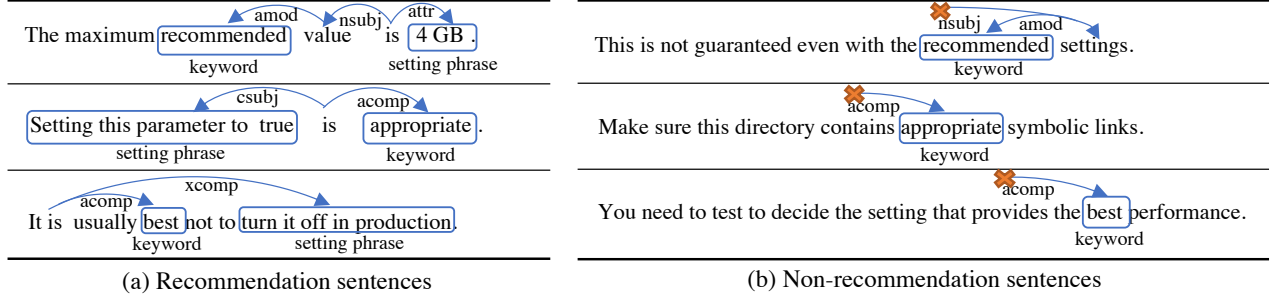 amod nsubj attr
The maximum recommended value is 4 GB .
keyword setting phrase
csubj acomp
Setting this parameter to true is appropriate .
setting phrase keyword
xcomp
acomp
It is usually best not to turn it off in production.
keyword setting phrase
(a) Recommendation sentences
nsubj amod
This is not guaranteed even with the recommended settings.
keyword
acomp
Make sure this directory contains appropriate symbolic links.
keyword
acomp
You need to test to decide the setting that provides the best performance.
keyword
(b) Non-recommendation sentences